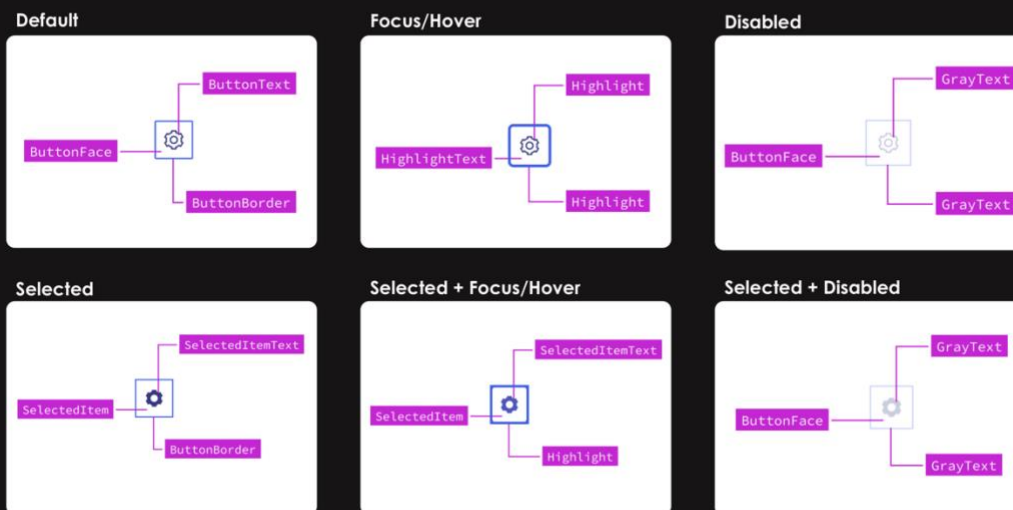 Default
ButtonText
ButtonFace
ButtonBorder
Focus/Hover
Highlight
HighlightText
Highlight
Disabled
GrayText
ButtonFace
GrayText
Selected
SelectedItemText
SelectedItem
ButtonBorder
Selected + Focus/Hover
SelectedItemText
SelectedItem
Highlight
Selected + Disabled
GrayText
ButtonFace
GrayText